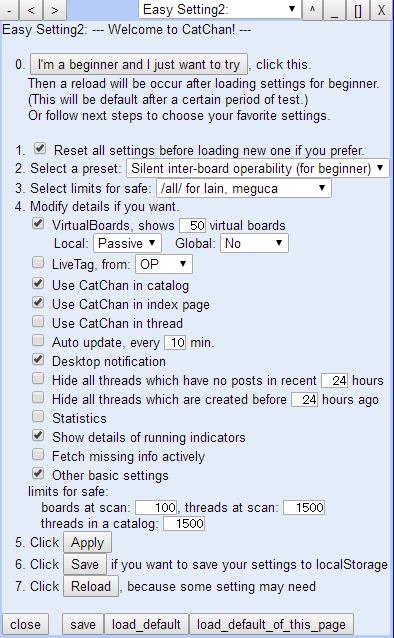 - < > Easy Setting2: ^ _ [] X
Easy Setting2: --- Welcome to CatChan! ---
0. I'm a beginner and I just want to try, click this.
Then a reload will be occur after loading settings for beginner.
(This will be default after a certain period of test.)
Or follow next steps to choose your favorite settings.
1. Reset all settings before loading new one if you prefer.
2. Select a preset: Silent inter-board operability (for beginner)
3. Select limits for safe: /all/ for lain, meguca
4. Modify details if you want.
VirtualBoards, shows 50 virtual boards
Local: Passive Global: No
LiveTag, from: OP
Use CatChan in catalog
Use CatChan in index page
Use CatChan in thread
Auto update, every 10 min.
Desktop notification
Hide all threads which have no posts in recent 24 hours
Hide all threads which are created before 24 hours ago
Statistics
Show details of running indicators
Fetch missing info actively
Other basic settings
limits for safe:
boards at scan: 100, threads at scan: 1500
threads in a catalog: 1500
5. Click Apply
6. Click Save if you want to save your settings to localStorage
7. Click Reload, because some setting may need
close save load_default load_default_of_this_page